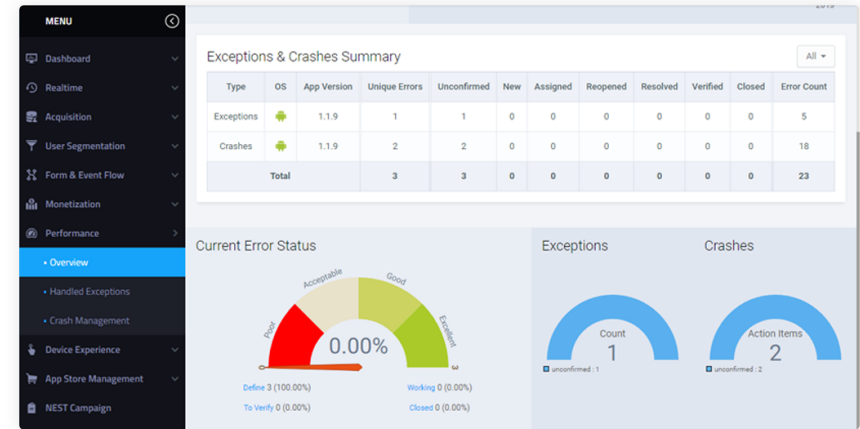 MENU
Dashboard
Realtime
Acquisition
User Segmentation
Form & Event Flow
Monetization
Performance
Overview
Handled Exceptions
Crash Management
Device Experience
App Store Management
NEST Campaign
2019
Exceptions & Crashes Summary
All
Type OS App Version Unique Errors Unconfirmed New Assigned Reopened Resolved Verified Closed Error Count
Exceptions 1.1.9 1 1 0 0 0 0 0 0 5
Crashes 1.1.9 2 2 0 0 0 0 0 0 18
Total 3 3 0 0 0 0 0 0 23
Current Error Status
Poor
Acceptable
Good
Excellent
0.00%
0 3
Define 3 (100.00%) Working 0 (0.00%)
To Verify 0 (0.00%) Closed 0 (0.00%)
Exceptions
Count
1
unconfirmed : 1
Crashes
Action Items
2
unconfirmed : 2